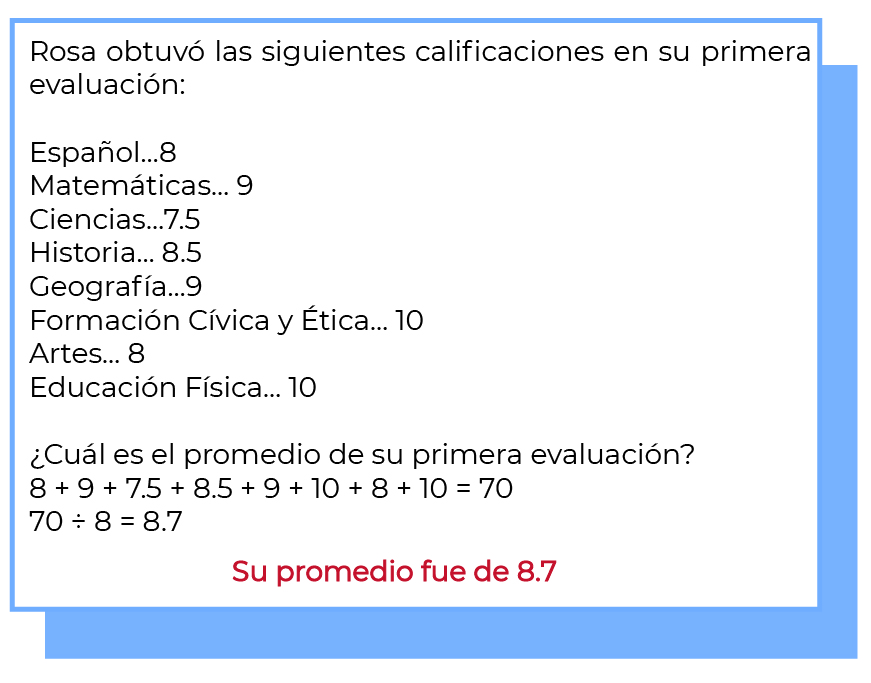 Rosa obtuvó las siguientes calificaciones en su primera
evaluación:
Español...8
Matemáticas... 9
Ciencias...7.5
Historia... 8.5
Geografía...9
Formación Cívica y Ética... 10
Artes... 8
Educación Física... 10
¿Cuál es el promedio de su primera evaluación?
8 + 9 + 7.5 + 8.5 + 9 + 10 + 8 + 10 = 70
70 ÷ 8 = 8.7
Su promedio fue de 8.7